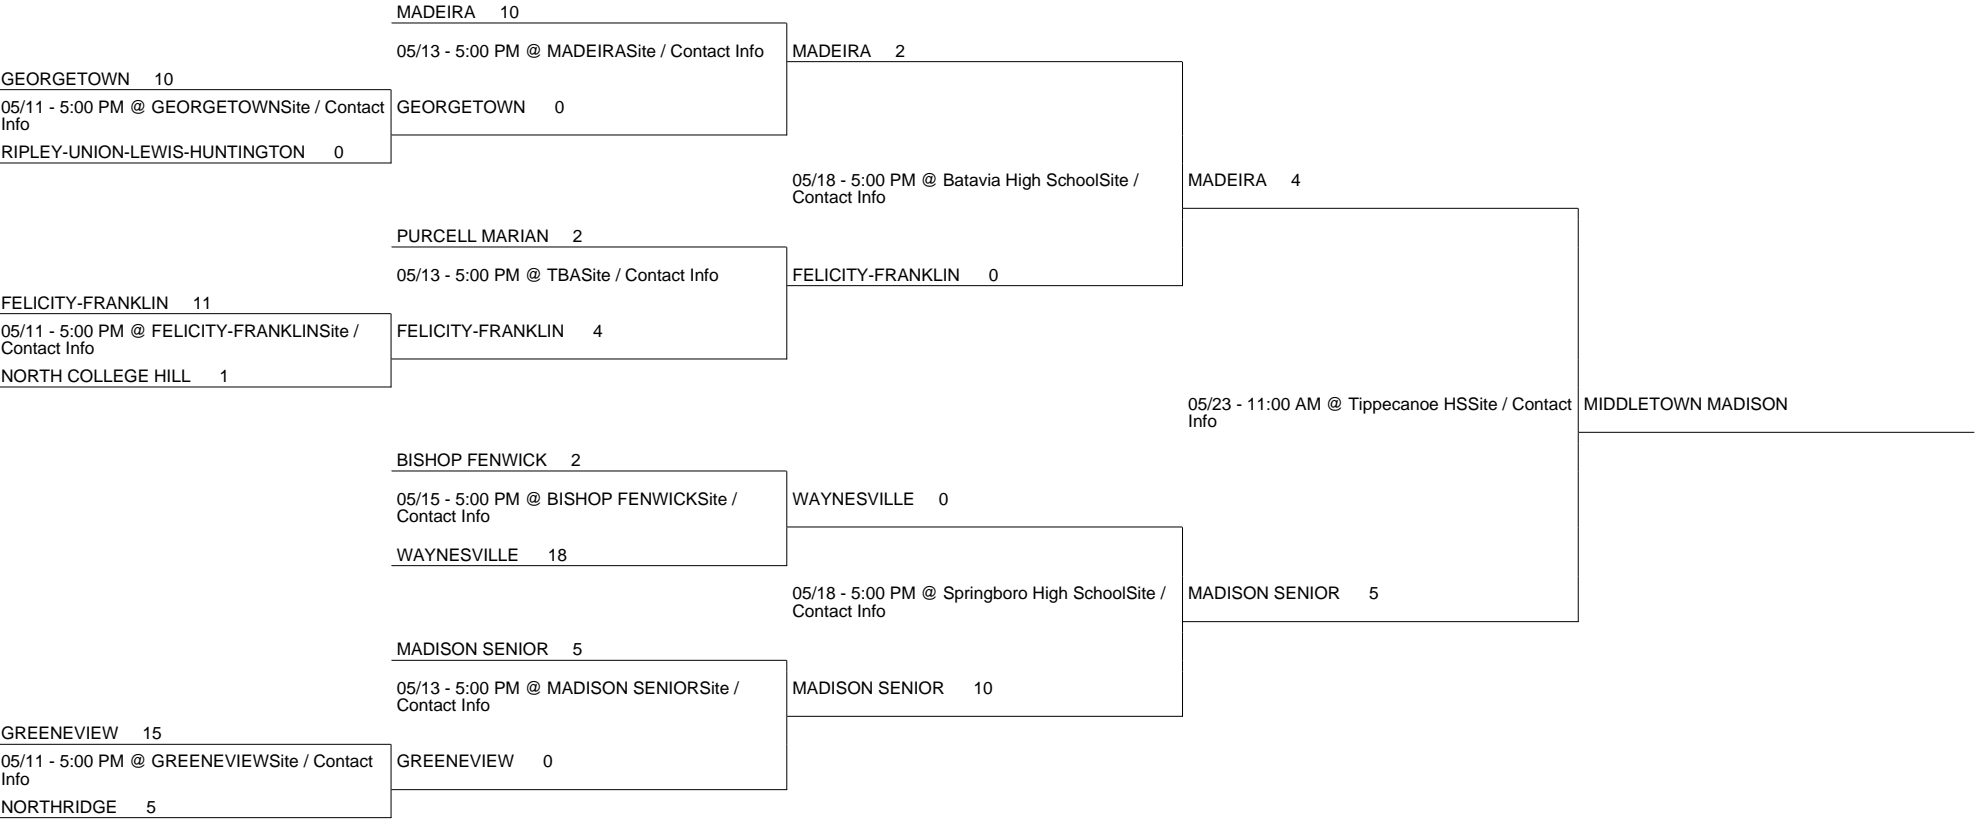 MADEIRA 10
05/13 - 5:00 PM @ MADEIRASite / Contact Info
MADEIRA 2
GEORGETOWN 10
05/11 - 5:00 PM @ GEORGETOWNSite / Contact
Info
GEORGETOWN 0
RIPLEY-UNION-LEWIS-HUNTINGTON 0
05/18 - 5:00 PM @ Batavia High SchoolSite /
Contact Info
MADEIRA 4
PURCELL MARIAN 2
05/13 - 5:00 PM @ TBASite / Contact Info
FELICITY-FRANKLIN 0
FELICITY-FRANKLIN 11
05/11 - 5:00 PM @ FELICITY-FRANKLINSite /
Contact Info
FELICITY-FRANKLIN 4
NORTH COLLEGE HILL 1
05/23 - 11:00 AM @ Tippecanoe HSSite / Contact
Info
MIDDLETOWN MADISON
BISHOP FENWICK 2
05/15 - 5:00 PM @ BISHOP FENWICKSite /
Contact Info
WAYNESVILLE 0
WAYNESVILLE 18
05/18 - 5:00 PM @ Springboro High SchoolSite /
Contact Info
MADISON SENIOR 5
MADISON SENIOR 5
05/13 - 5:00 PM @ MADISON SENIORSite /
Contact Info
MADISON SENIOR 10
GREENEVIEW 15
05/11 - 5:00 PM @ GREENEVIEWSite / Contact
Info
GREENEVIEW 0
NORTHRIDGE 5